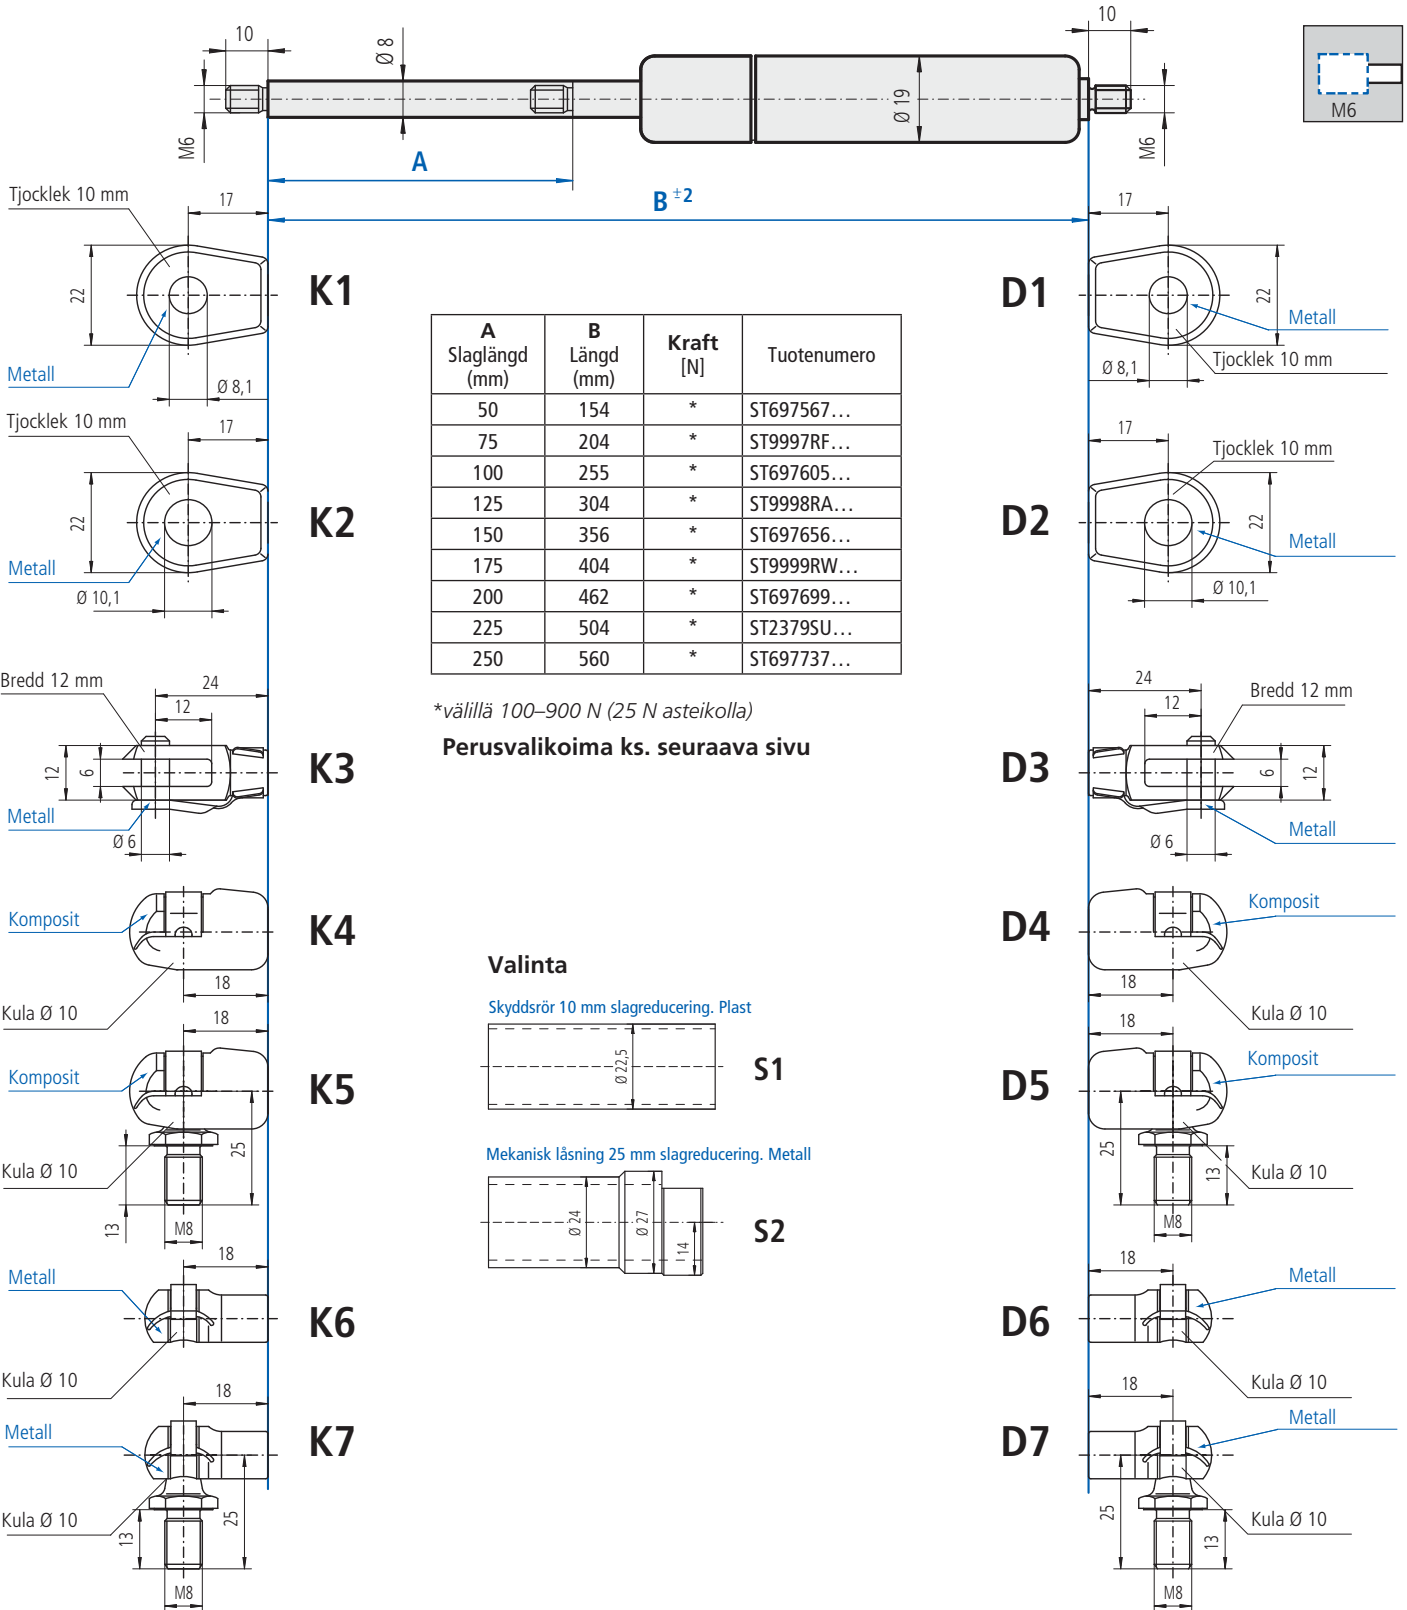 10
Ø 8
10
Ø 19
M6
M6
M6
A
B ±2
Tjocklek 10 mm
17
22
K1
Metall
Ø 8,1
17
D1
22
Metall
Tjocklek 10 mm
Ø 8,1
Tjocklek 10 mm
17
22
K2
Metall
Ø 10,1
17
Tjocklek 10 mm
D2
22
Metall
Ø 10,1
A Slaglängd (mm) B Längd (mm) Kraft [N] Tuotenumero
50 154 * ST697567...
75 204 * ST9997RF...
100 255 * ST697605...
125 304 * ST9998RA...
150 356 * ST697656...
175 404 * ST9999RW...
200 462 * ST697699...
225 504 * ST2379SU...
250 560 * ST697737...
*välillä 100–900 N (25 N asteikolla)
Perusvalikoima ks. seuraava sivu
Bredd 12 mm
24
12
12
6
K3
Metall
Ø 6
24
12
Bredd 12 mm
D3
6
12
Metall
Ø 6
Komposit
K4
18
Kula Ø 10
D4
Komposit
18
Kula Ø 10
Valinta
Skyddsrör 10 mm slagreducering. Plast
Ø 22,5
S1
Mekanisk låsning 25 mm slagreducering. Metall
Ø 24
Ø 27
14
S2
18
Komposit
K5
25
Kula Ø 10
13
M8
18
D5
Komposit
25
13
Kula Ø 10
M8
18
Metall
K6
Kula Ø 10
18
D6
Metall
Kula Ø 10
18
Metall
K7
Kula Ø 10
13
25
M8
18
D7
Metall
25
13
Kula Ø 10
M8